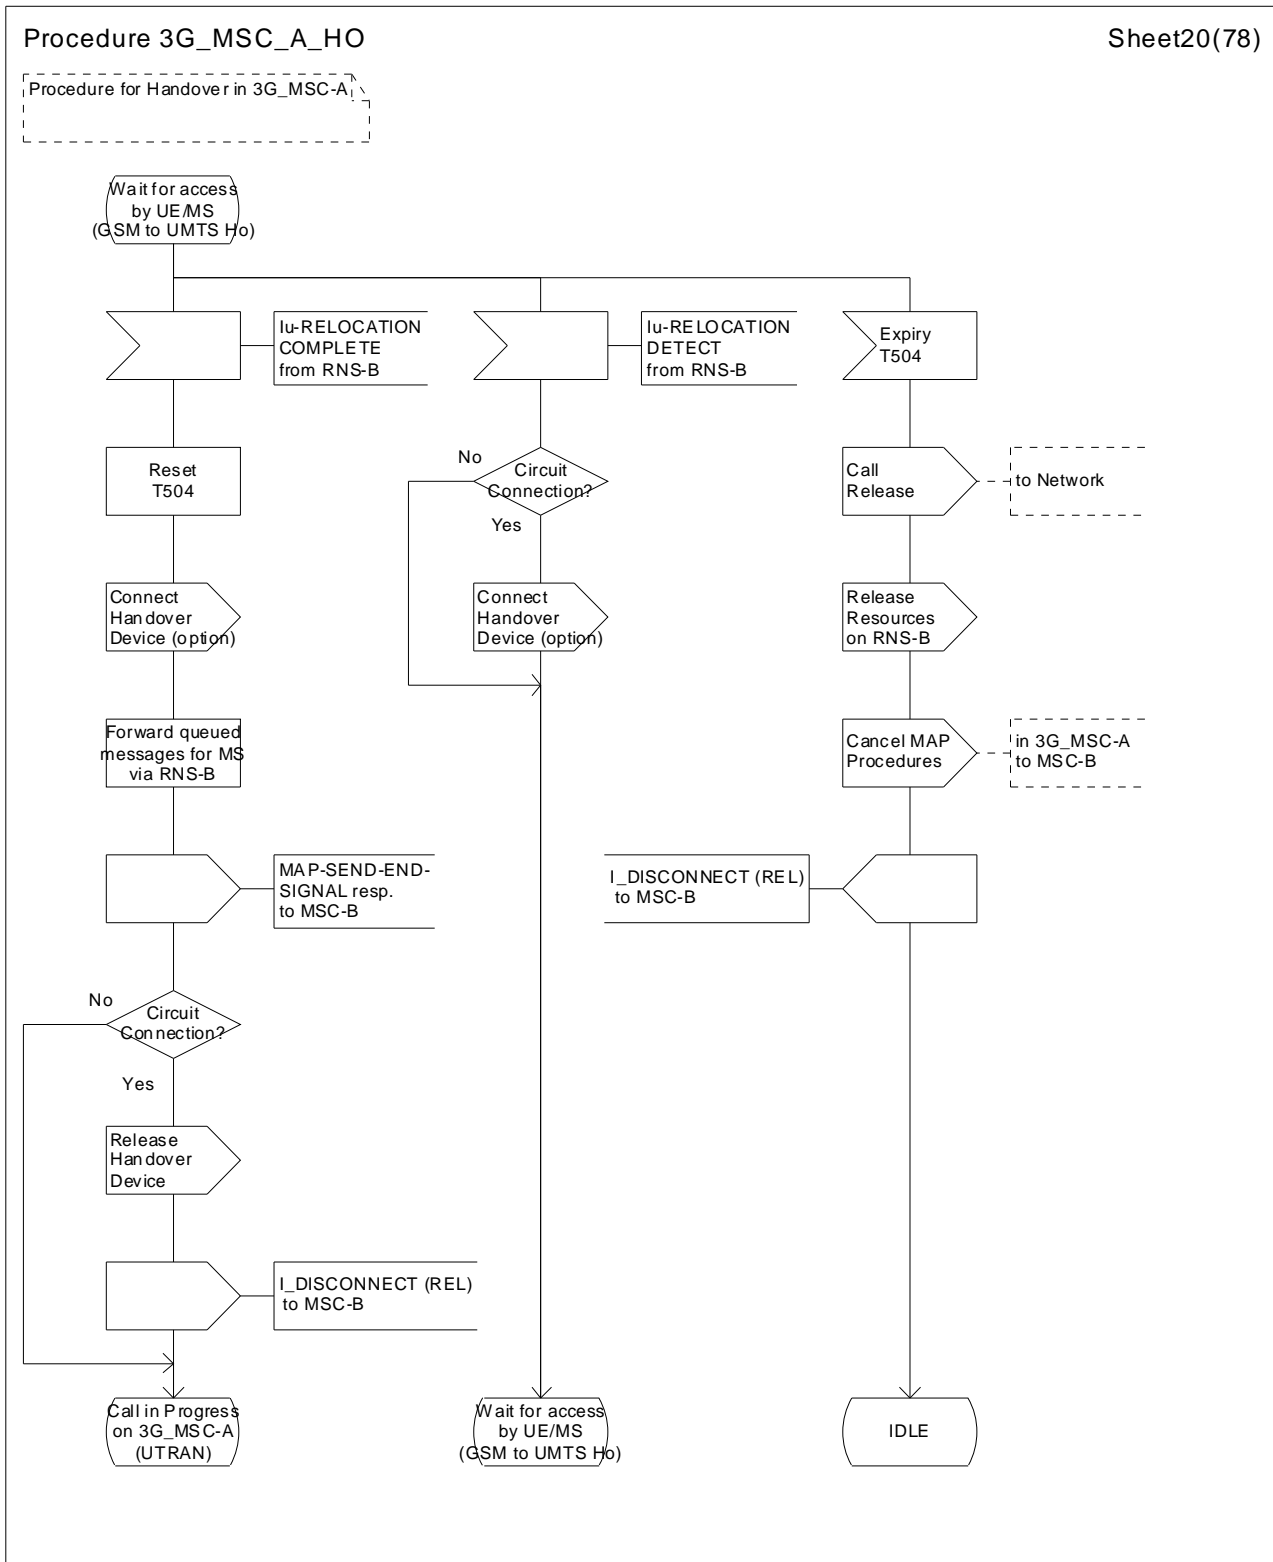 Procedure 3G_MSC_A_HO
Sheet20(78)
Procedure for Handover in 3G_MSC-A
Wait for access
by UE/MS
(GSM to UMTS Ho)
Iu-RELOCATION
COMPLETE
from RNS-B
Iu-RELOCATION
DETECT
from RNS-B
Expiry
T504
Reset
T504
No
Circuit
Connection?
Yes
Call
Release
to Network
Connect
Handover
Device (option)
Connect
Handover
Device (option)
Release
Resources
on RNS-B
Forward queued
messages for MS
via RNS-B
Cancel MAP
Procedures
in 3G_MSC-A
to MSC-B
MAP-SEND-END-
SIGNAL resp.
to MSC-B
I_DISCONNECT (REL)
to MSC-B
No
Circuit
Connection?
Yes
Release
Handover
Device
I_DISCONNECT (REL)
to MSC-B
Call in Progress
on 3G_MSC-A
(UTRAN)
Wait for access
by UE/MS
(GSM to UMTS Ho)
IDLE